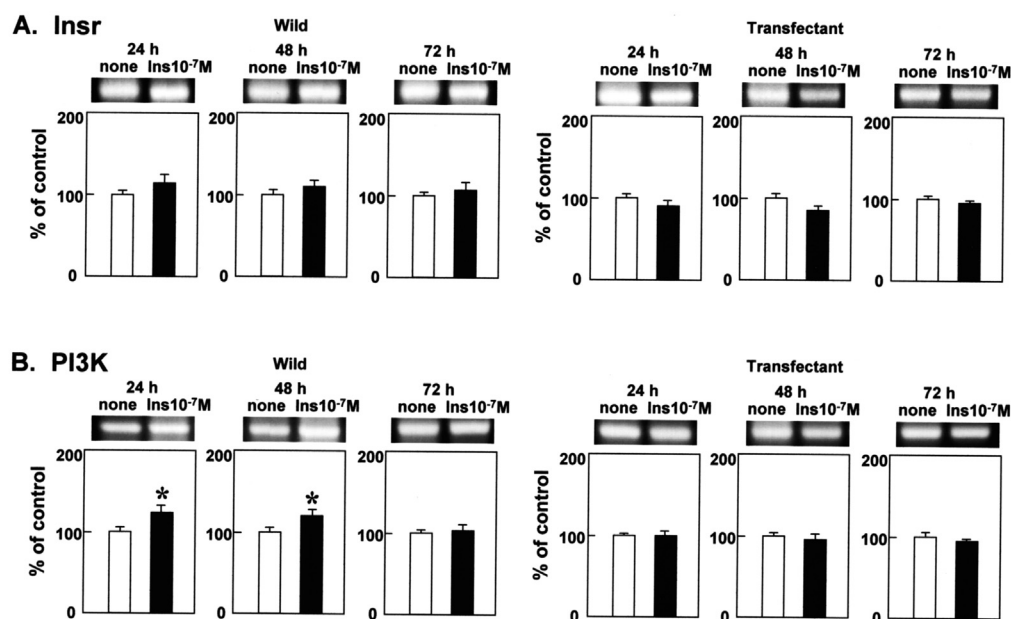 A. Insr
Wild
24 h
none Ins10⁻⁷M
48 h
none Ins10⁻⁷M
72 h
none Ins10⁻⁷M
% of control
200
100
0
200
100
0
200
100
0
Transfectant
24 h
none Ins10⁻⁷M
48 h
none Ins10⁻⁷M
72 h
none Ins10⁻⁷M
% of control
200
100
0
200
100
0
200
100
0
B. PI3K
Wild
24 h
none Ins10⁻⁷M
48 h
none Ins10⁻⁷M
72 h
none Ins10⁻⁷M
% of control
200
100
0
*
200
100
0
*
200
100
0
Transfectant
24 h
none Ins10⁻⁷M
48 h
none Ins10⁻⁷M
72 h
none Ins10⁻⁷M
% of control
200
100
0
200
100
0
200
100
0